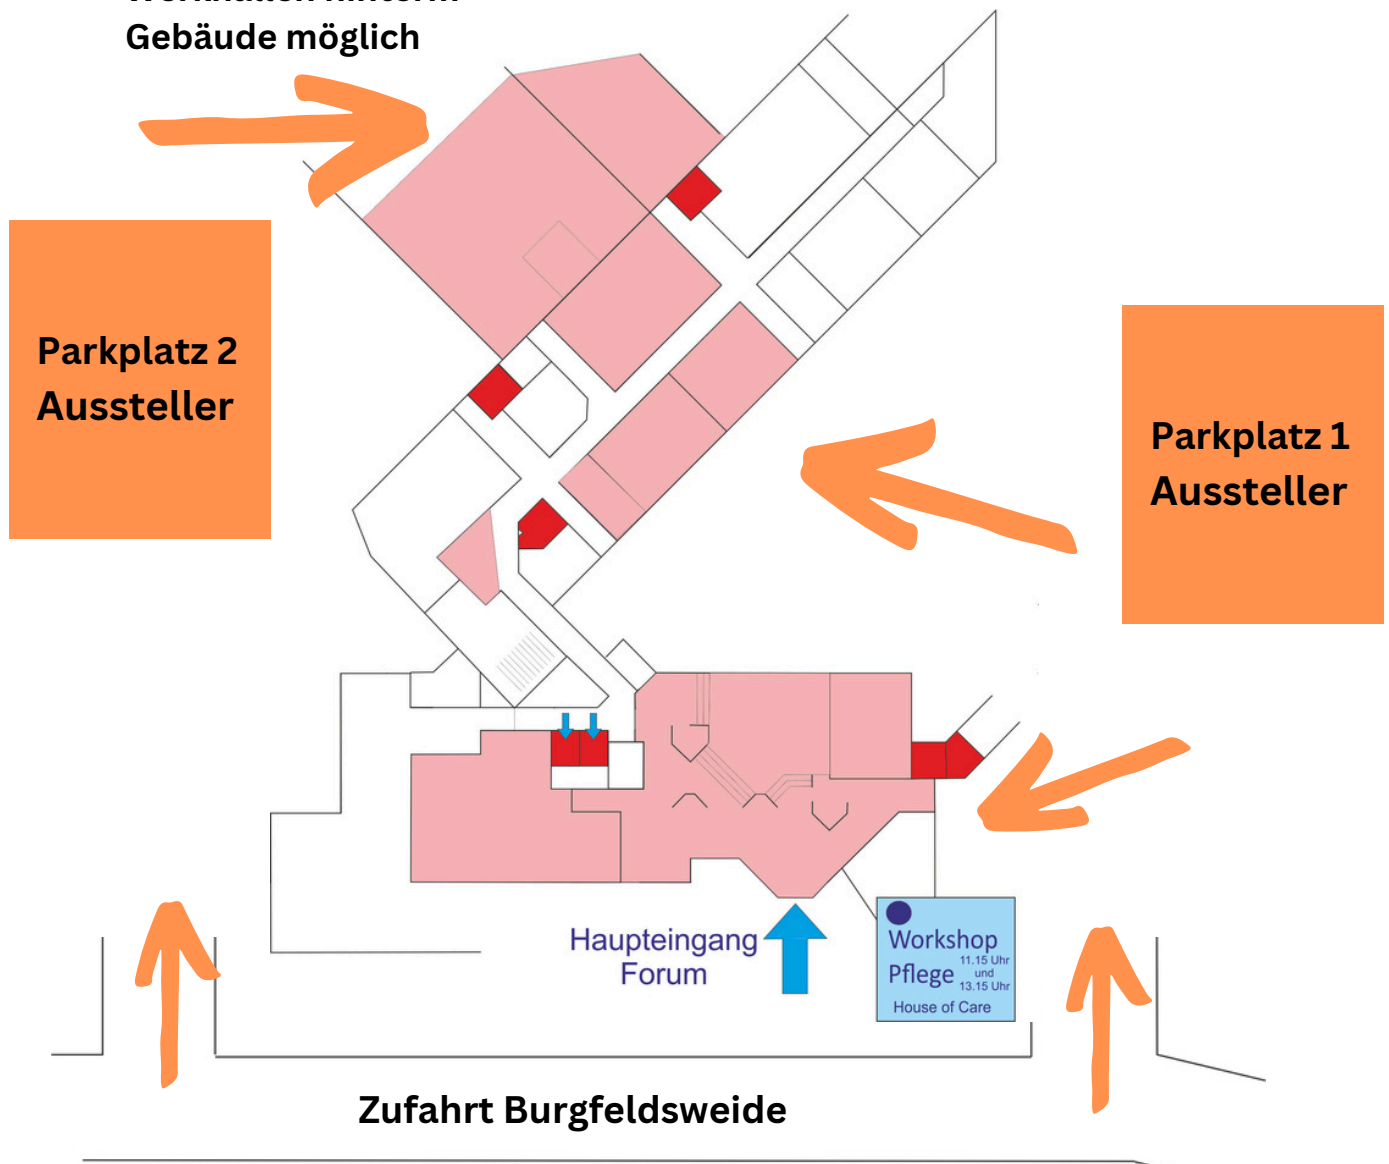 Gebäude möglich
Parkplatz 2
Aussteller
Parkplatz 1
Aussteller
Haupteingang
Forum
Workshop
Pflege
11.15 Uhr
und
13.15 Uhr
House of Care
Zufahrt Burgfeldsweide